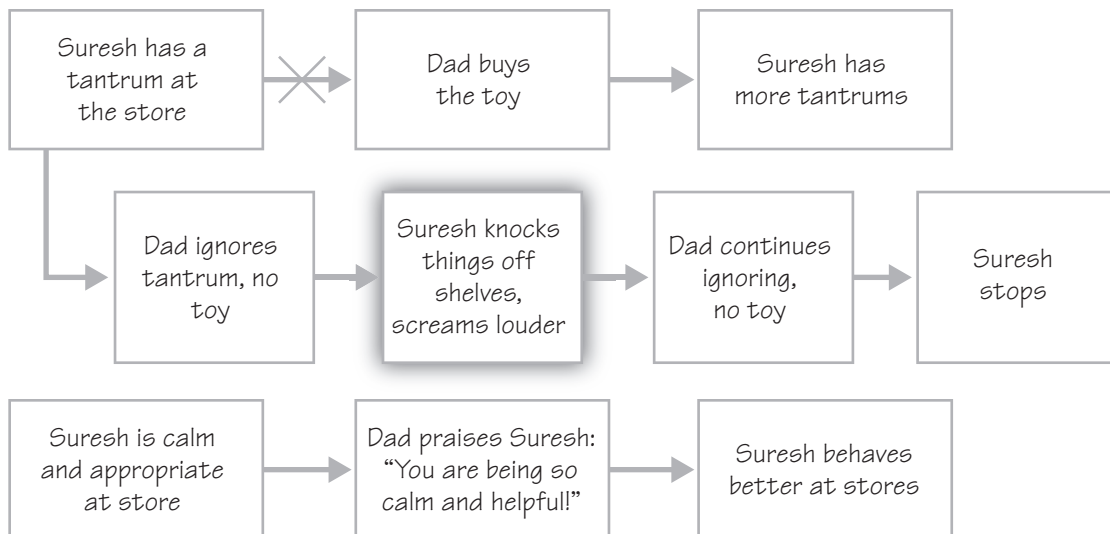 Suresh has a
tantrum at
the store
Dad buys
the toy
Suresh has
more tantrums
Dad ignores
tantrum, no
toy
Suresh knocks
things off
shelves,
screams louder
Dad continues
ignoring,
no toy
Suresh
stops
Suresh is calm
and appropriate
at store
Dad praises Suresh:
“You are being so
calm and helpful!”
Suresh behaves
better at stores